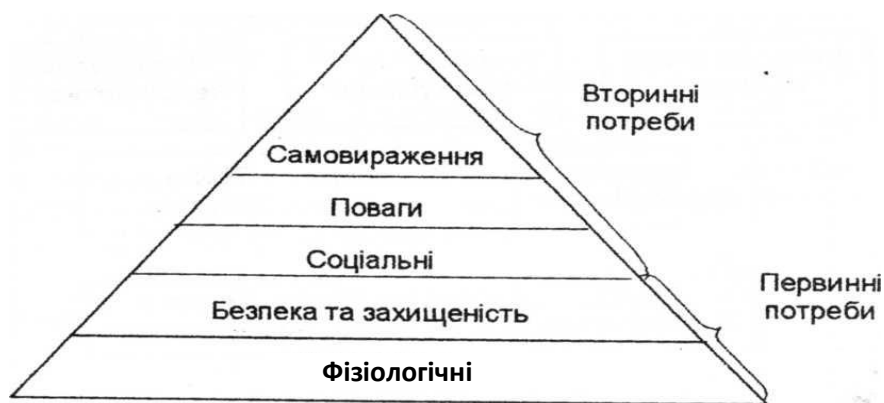 Вторинні
потреби
Самовираження
Поваги
Соціальні
Первинні
потреби
Безпека та захищеність
Фізіологічні